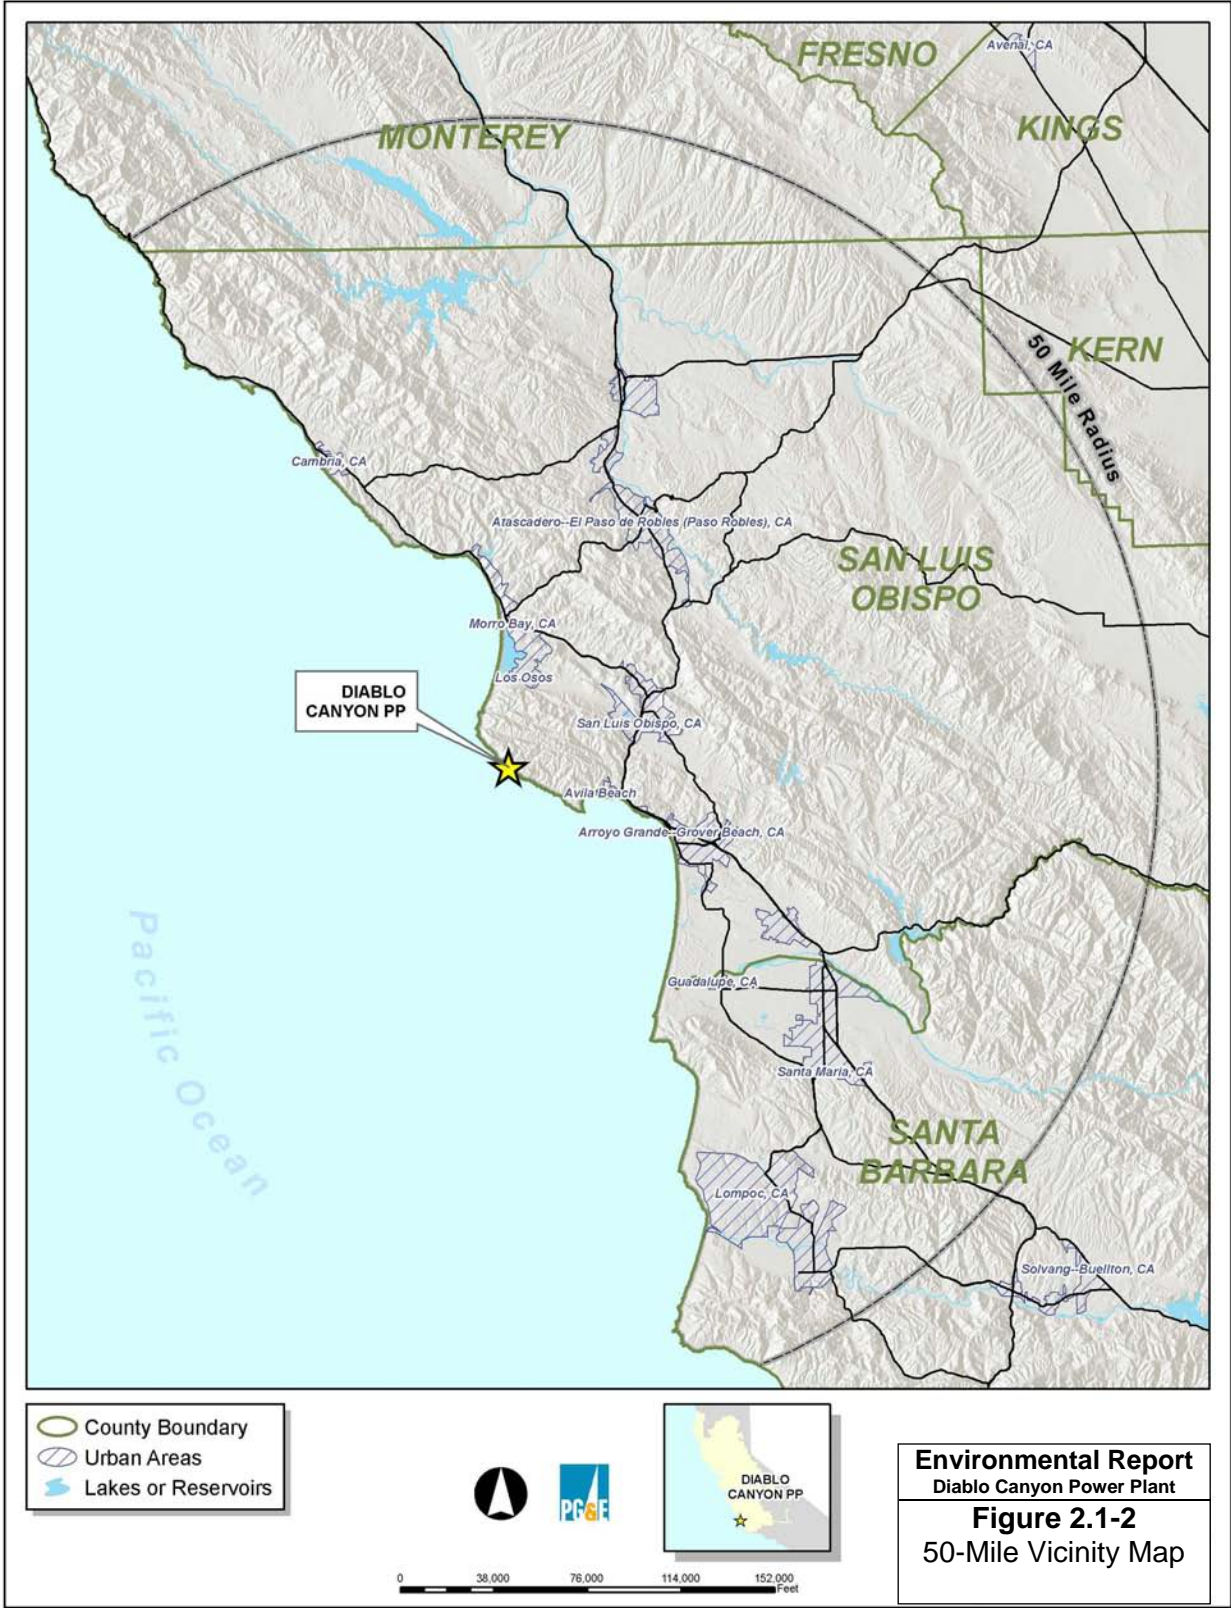 FRESNO
Avenal, CA
MONTEREY
KINGS
50 Mile Radius
KERN
Cambria, CA
Atascadero--El Paso de Robles (Paso Robles), CA
SAN LUIS
OBISPO
Morro Bay, CA
Los Osos
DIABLO
CANYON PP
San Luis Obispo, CA
Avila Beach
Arroyo Grande--Grover Beach, CA
Pacific Ocean
Guadalupe, CA
Santa Maria, CA
SANTA
BARBARA
Lompoc, CA
Solvang--Buellton, CA
County Boundary
Urban Areas
Lakes or Reservoirs
PG&E
DIABLO
CANYON PP
0 38,000 76,000 114,000 152,000
Feet
Environmental Report
Diablo Canyon Power Plant
Figure 2.1-2
50-Mile Vicinity Map